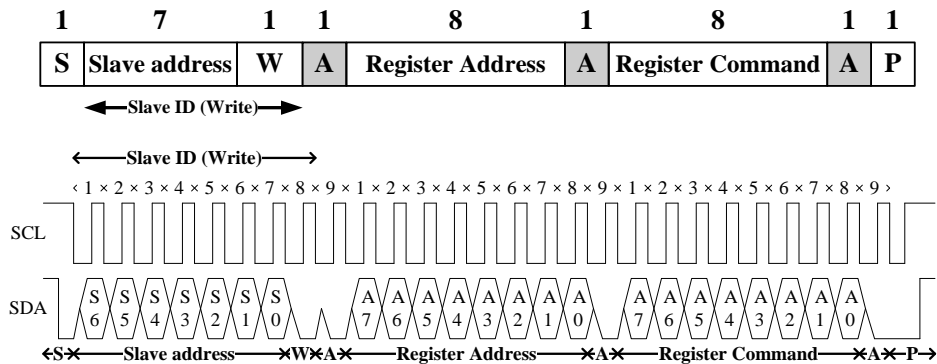 1 7 1 1 8 1 8 1 1
S Slave address W A Register Address A Register Command A P
Slave ID (Write)
Slave ID (Write)
1 × 2 × 3 × 4 × 5 × 6 × 7 × 8 × 9 × 1 × 2 × 3 × 4 × 5 × 6 × 7 × 8 × 9 × 1 × 2 × 3 × 4 × 5 × 6 × 7 × 8 × 9
SCL
SDA S6 S5 S4 S3 S2 S1 S0 A7 A6 A5 A4 A3 A2 A1 A0 A7 A6 A5 A4 A3 A2 A1 A0
S Slave address W A Register Address A Register Command A P